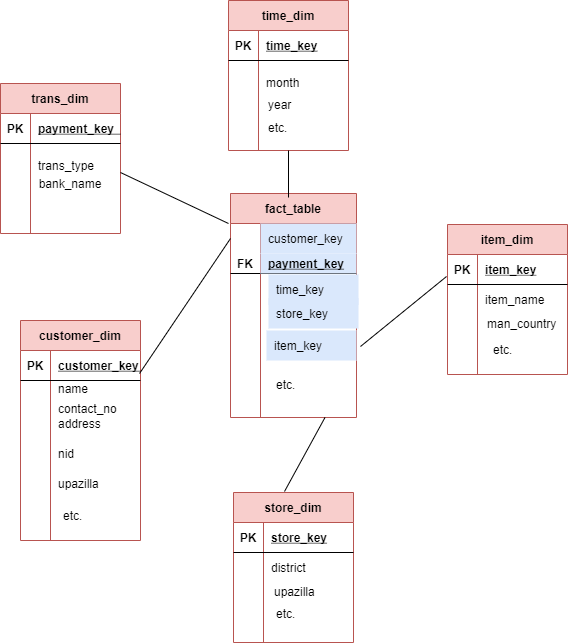 time_dim
PK time_key
month
year
etc.
trans_dim
PK payment_key
trans_type
bank_name
fact_table
customer_key
FK payment_key
time_key
store_key
item_key
etc.
item_dim
PK item_key
item_name
man_country
etc.
customer_dim
PK customer_key
name
contact_no
address
nid
upazilla
etc.
store_dim
PK store_key
district
upazilla
etc.